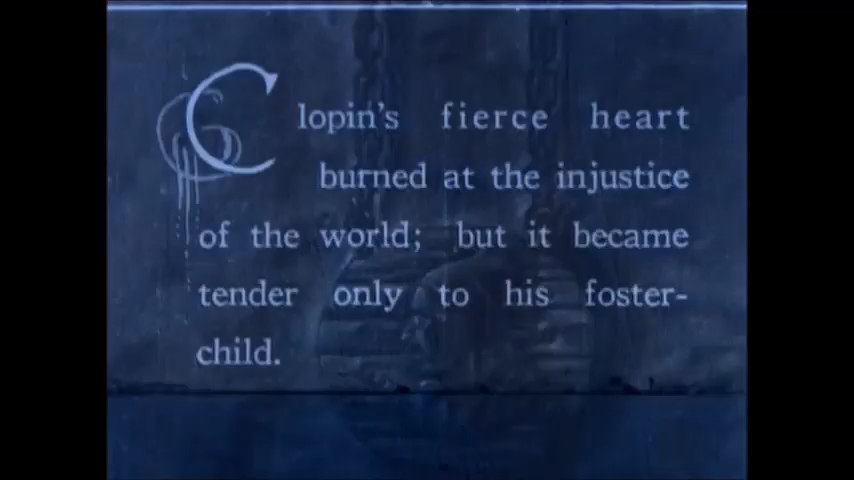 Clopin's fierce heart
burned at the injustice
of the world; but it became
tender only to his foster-
child.